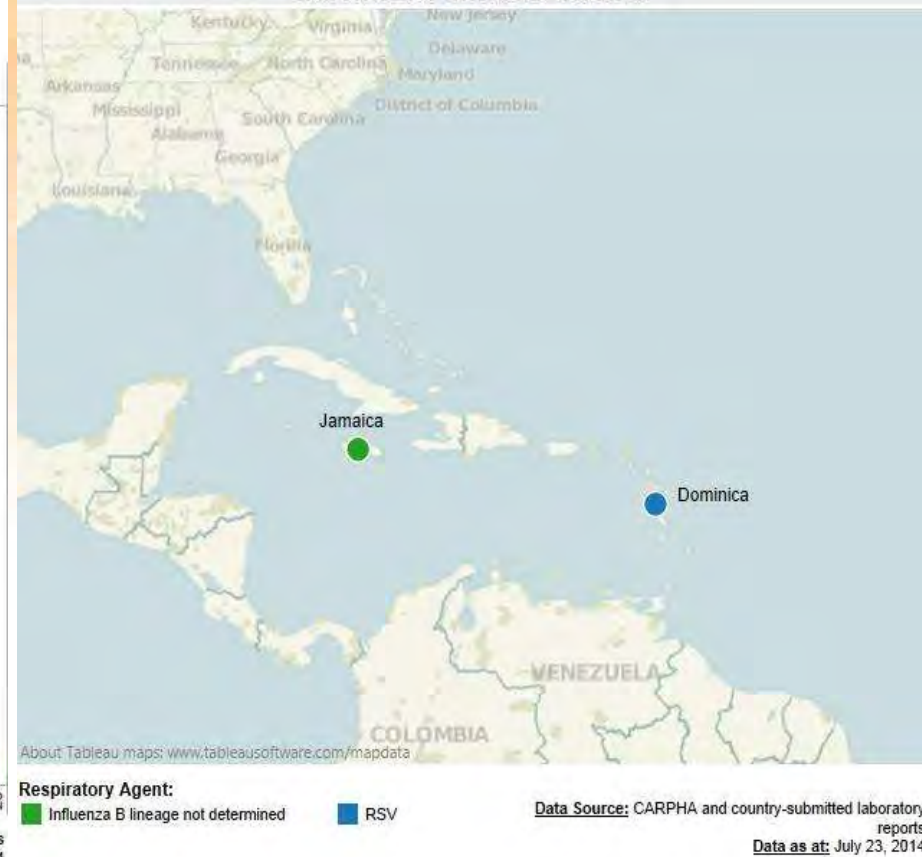 New Jersey
Kentucky
Virginia
Delaware
Tennessee
North Carolina
Maryland
Arkansas
District of Columbia
Mississippi
South Carolina
Alabama
Georgia
Louisiana
Florida
Jamaica
Dominica
VENEZUELA
COLOMBIA
About Tableau maps: www.tableausoftware.com/mapdata
Respiratory Agent:
Influenza B lineage not determined RSV
Data Source: CARPHA and country-submitted laboratory
reports
Data as at: July 23, 2014